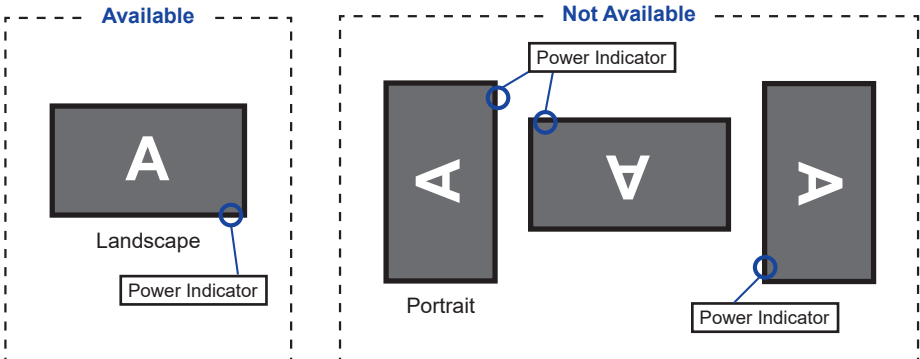 Available
A
Landscape
Power Indicator
Not Available
Power Indicator
A
A
A
Portrait
Power Indicator